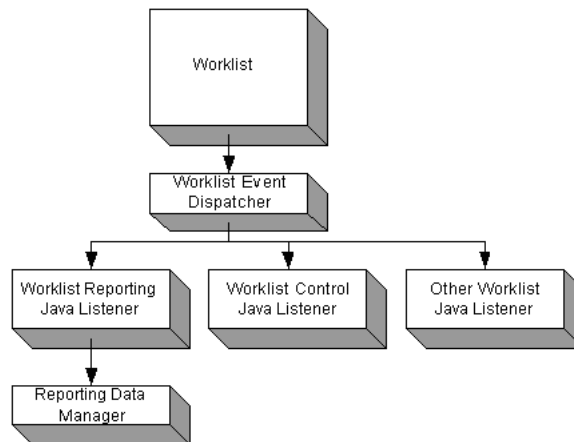 Worklist
Worklist Event
Dispatcher
Worklist Reporting
Java Listener
Worklist Control
Java Listener
Other Worklist
Java Listener
Reporting Data
Manager